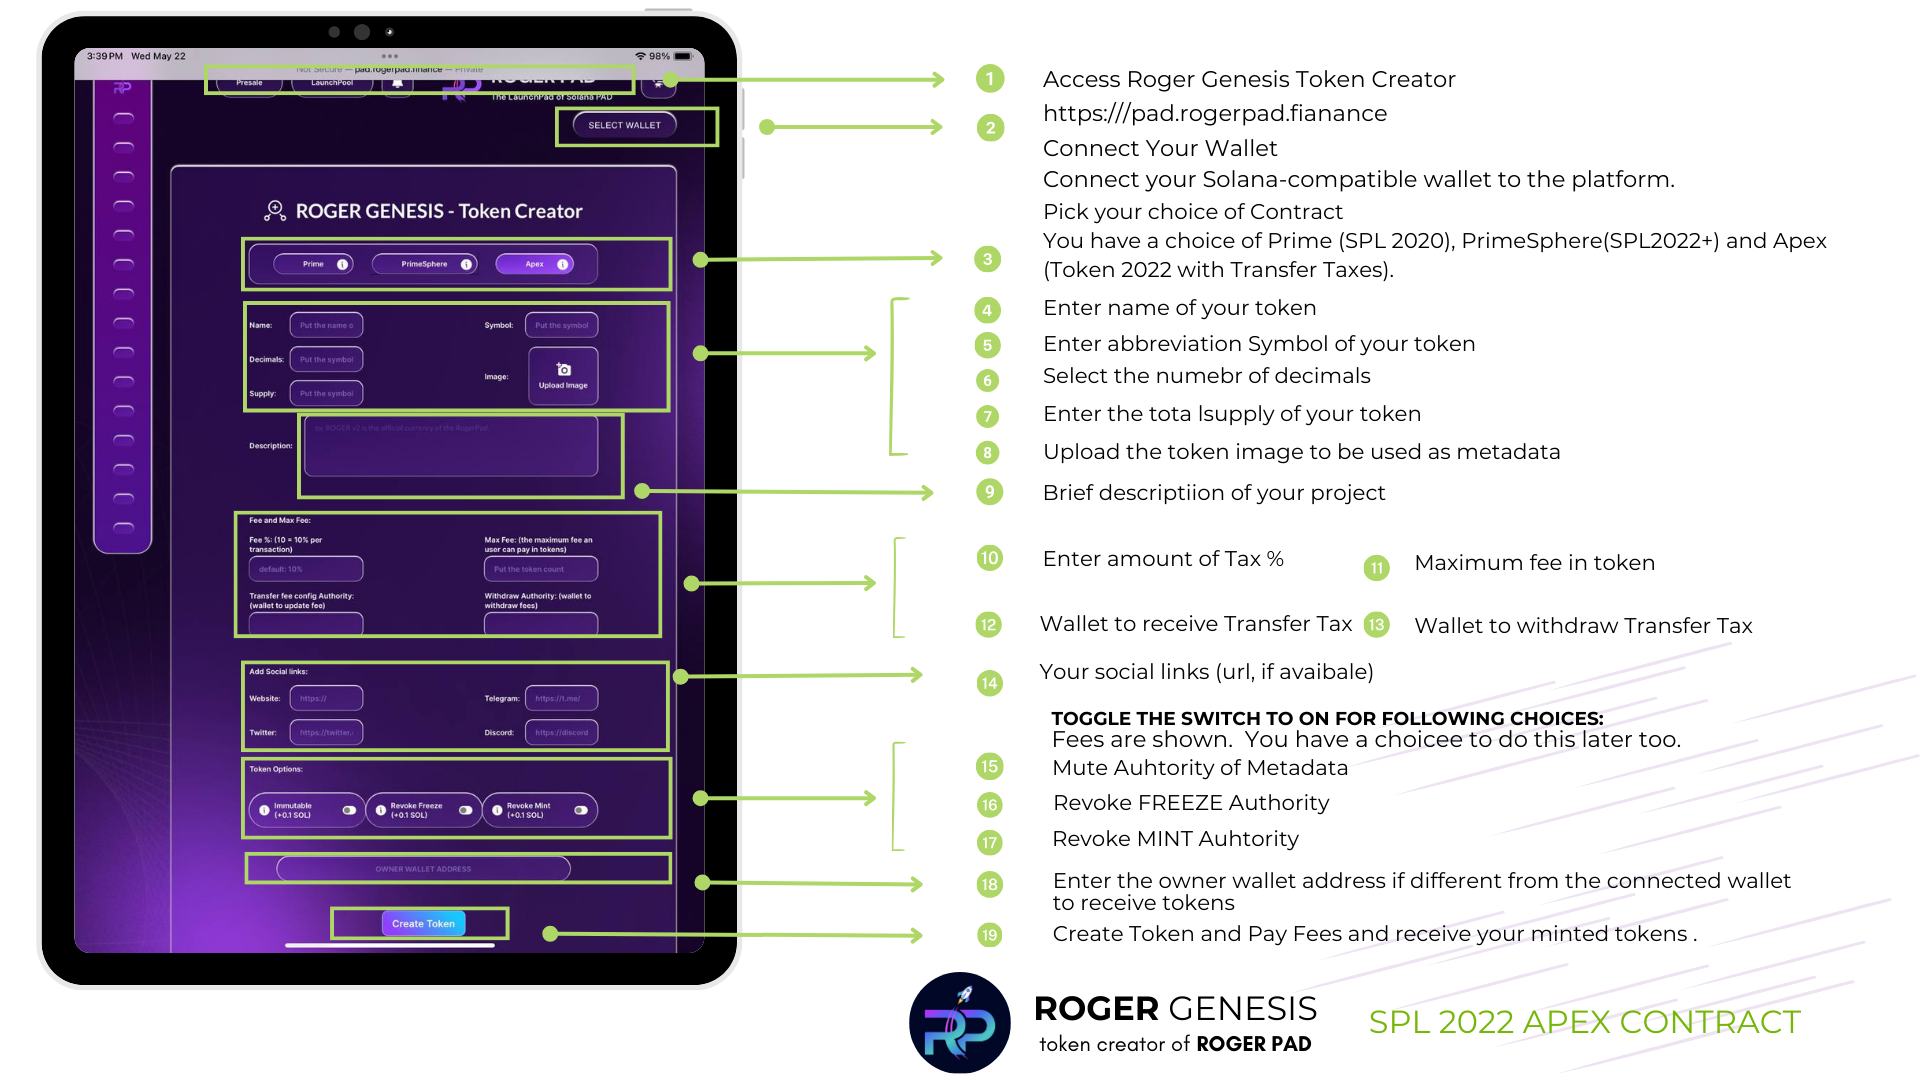 3:39 PM Wed May 22
98%
Not Secure — pad.rogerpad.finance — Private
Presale
LaunchPool
ROGER PAD
The LaunchPad of Solana PAD
SELECT WALLET
ROGER GENESIS - Token Creator
Prime
PrimeSphere
Apex
Name:
Put the name o
Symbol:
Put the symbol
Decimals:
Put the symbol
Image:
Upload Image
Supply:
Put the symbol
Description:
ex: ROGER v2 is the official currency of the RogerPad.
Fee and Max Fee:
Fee %: (10 = 10% per
transaction)
default: 10%
Max Fee: (the maximum fee an
user can pay in tokens)
Put the token count
Transfer fee config Authority:
(wallet to update fee)
Withdraw Authority: (wallet to
withdraw fees)
Add Social links:
Website:
https://
Telegram:
https://t.me/
Twitter:
https://twitter.
Discord:
https://discord
Token Options:
Immutable
(+0.1 SOL)
Revoke Freeze
(+0.1 SOL)
Revoke Mint
(+0.1 SOL)
OWNER WALLET ADDRESS
Create Token
1 Access Roger Genesis Token Creator
https:///pad.rogerpad.fianance
2
Connect Your Wallet
Connect your Solana-compatible wallet to the platform.
Pick your choice of Contract
3 You have a choice of Prime (SPL 2020), PrimeSphere(SPL2022+) and Apex
(Token 2022 with Transfer Taxes).
4 Enter name of your token
5 Enter abbreviation Symbol of your token
6 Select the numebr of decimals
7 Enter the tota lsupply of your token
8 Upload the token image to be used as metadata
9 Brief descriptiion of your project
10 Enter amount of Tax %
11 Maximum fee in token
12 Wallet to receive Transfer Tax
13 Wallet to withdraw Transfer Tax
14 Your social links (url, if avaibale)
TOGGLE THE SWITCH TO ON FOR FOLLOWING CHOICES:
Fees are shown. You have a choicee to do this later too.
15 Mute Auhtority of Metadata
16 Revoke FREEZE Authority
17 Revoke MINT Auhtority
18 Enter the owner wallet address if different from the connected wallet
to receive tokens
19 Create Token and Pay Fees and receive your minted tokens .
RP
ROGER GENESIS
token creator of ROGER PAD
SPL 2022 APEX CONTRACT